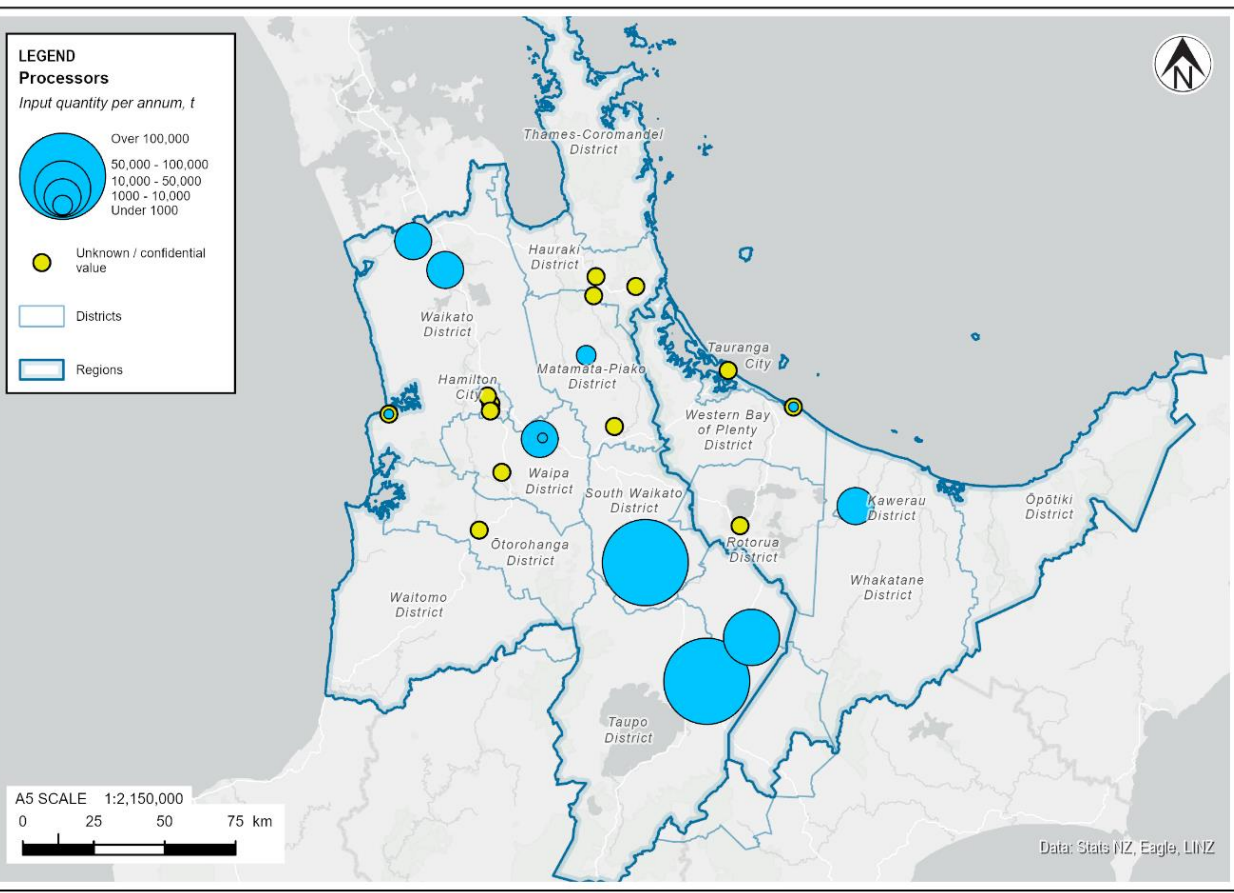 LEGEND
Processors
Input quantity per annum, t
Over 100,000
50,000 - 100,000
10,000 - 50,000
1000 - 10,000
Under 1000
Unknown / confidential
value
Districts
Regions
N
Thames-Coromandel
District
Hauraki
District
Waikato
District
Tauranga
City
Matamata-Piako
District
Hamilton
City
Western Bay
of Plenty
District
Waipa
District
South Waikato
District
Kawerau
District
Ōpōtiki
District
Rotorua
District
Ōtorohanga
District
Whakatane
District
Waitomo
District
Taupo
District
A5 SCALE 1:2,150,000
0 25 50 75 km
Data: Stats NZ, Eagle, LINZ